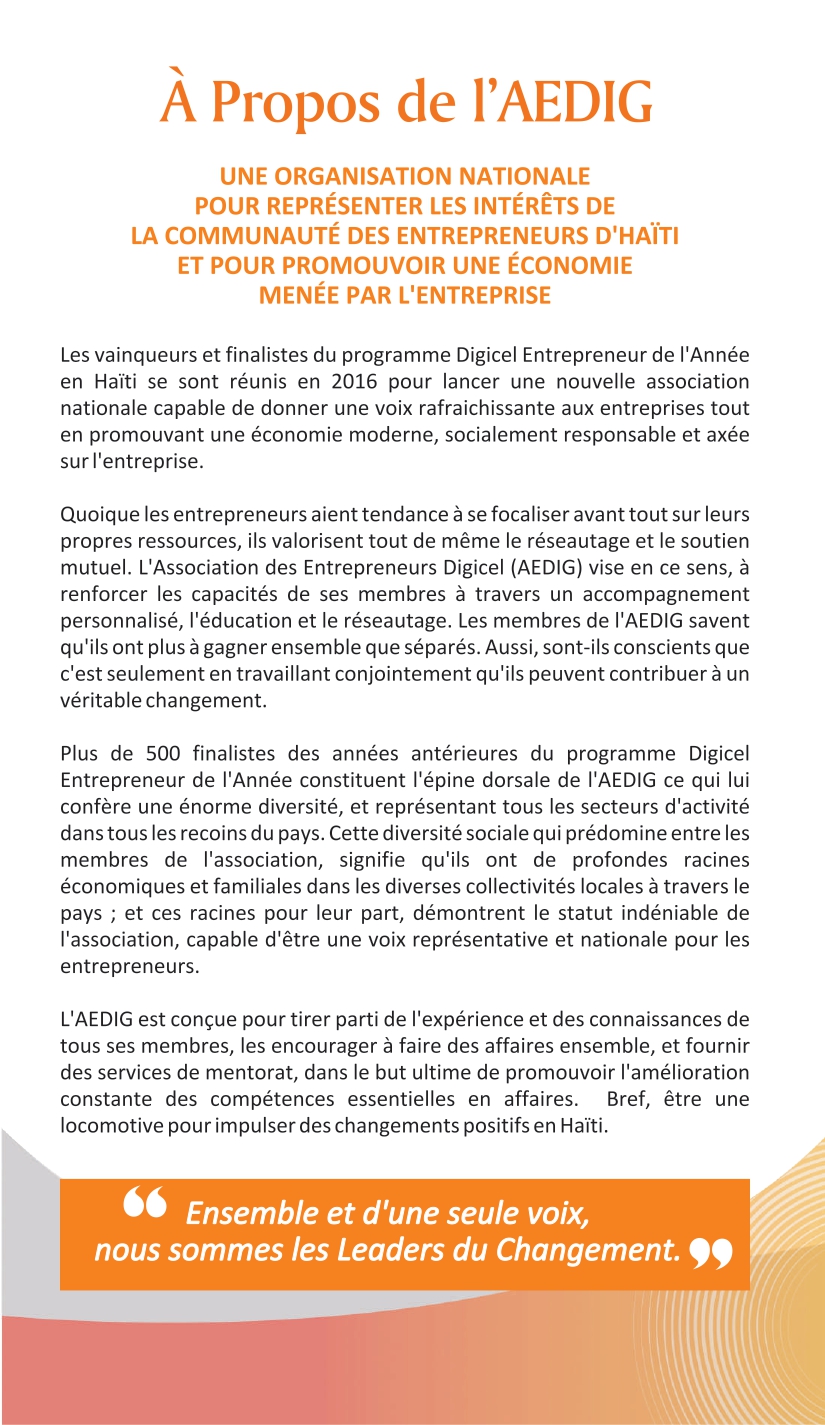 À Propos de l’AEDIG
UNE ORGANISATION NATIONALE
POUR REPRÉSENTER LES INTÉRÊTS DE
LA COMMUNAUTÉ DES ENTREPRENEURS D'HAÏTI
ET POUR PROMOUVOIR UNE ÉCONOMIE
MENÉE PAR L'ENTREPRISE
Les vainqueurs et finalistes du programme Digicel Entrepreneur de l'Année
en Haïti se sont réunis en 2016 pour lancer une nouvelle association
nationale capable de donner une voix rafraichissante aux entreprises tout
en promouvant une économie moderne, socialement responsable et axée
sur l'entreprise.
Quoique les entrepreneurs aient tendance à se focaliser avant tout sur leurs
propres ressources, ils valorisent tout de même le réseautage et le soutien
mutuel. L'Association des Entrepreneurs Digicel (AEDIG) vise en ce sens, à
renforcer les capacités de ses membres à travers un accompagnement
personnalisé, l'éducation et le réseautage. Les membres de l'AEDIG savent
qu'ils ont plus à gagner ensemble que séparés. Aussi, sont-ils conscients que
c'est seulement en travaillant conjointement qu'ils peuvent contribuer à un
véritable changement.
Plus de 500 finalistes des années antérieures du programme Digicel
Entrepreneur de l'Année constituent l'épine dorsale de l'AEDIG ce qui lui
confère une énorme diversité, et représentant tous les secteurs d'activité
dans tous les recoins du pays. Cette diversité sociale qui prédomine entre les
membres de l'association, signifie qu'ils ont de profondes racines
économiques et familiales dans les diverses collectivités locales à travers le
pays ; et ces racines pour leur part, démontrent le statut indéniable de
l'association, capable d'être une voix représentative et nationale pour les
entrepreneurs.
L'AEDIG est conçue pour tirer parti de l'expérience et des connaissances de
tous ses membres, les encourager à faire des affaires ensemble, et fournir
des services de mentorat, dans le but ultime de promouvoir l'amélioration
constante des compétences essentielles en affaires. Bref, être une
locomotive pour impulser des changements positifs en Haïti.
“ Ensemble et d'une seule voix,
nous sommes les Leaders du Changement. ”